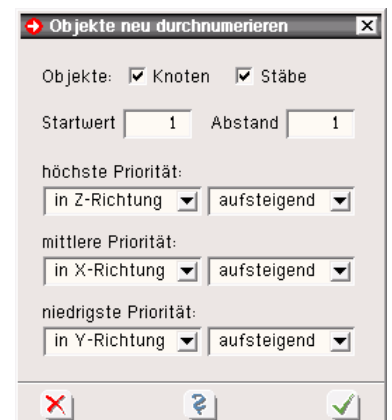 Objekte neu durchnumerieren
Objekte: Knoten Stäbe
Startwert 1 Abstand 1
höchste Priorität:
in Z-Richtung aufsteigend
mittlere Priorität:
in X-Richtung aufsteigend
niedrigste Priorität:
in Y-Richtung aufsteigend